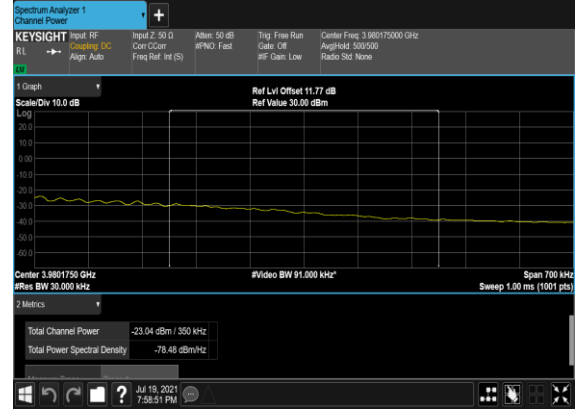 Spectrum Analyzer 1
Channel Power
+
KEYSIGHT
RL
Input: RF
Coupling: DC
Align: Auto
Input Z: 50 Ω
Corr CCorr
Freq Ref: Int (S)
Atten: 50 dB
#PNO: Fast
Trig: Free Run
Gate: Off
#IF Gain: Low
Center Freq: 3.980175000 GHz
Avg|Hold: 500/500
Radio Std: None
1 Graph
Scale/Div 10.0 dB
Ref Lvl Offset 11.77 dB
Ref Value 30.00 dBm
Log
20.0
10.0
0.00
-10.0
-20.0
-30.0
-40.0
-50.0
-60.0
Center 3.9801750 GHz
#Res BW 30.000 kHz
#Video BW 91.000 kHz*
Span 700 kHz
Sweep 1.00 ms (1001 pts)
2 Metrics
Total Channel Power -23.04 dBm / 350 kHz
Total Power Spectral Density -78.48 dBm/Hz
?
Jul 19, 2021
7:58:51 PM